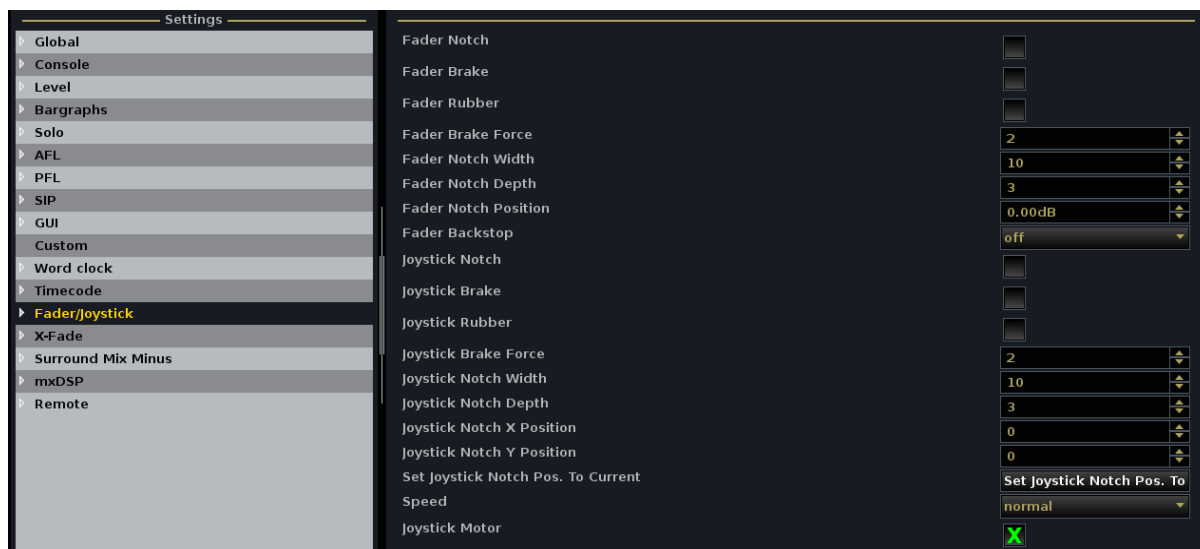 Settings
Global
Console
Level
Bargraphs
Solo
AFL
PFL
SIP
GUI
Custom
Word clock
Timecode
Fader/Joystick
X-Fade
Surround Mix Minus
mxDSP
Remote
Fader Notch
Fader Brake
Fader Rubber
Fader Brake Force 2
Fader Notch Width 10
Fader Notch Depth 3
Fader Notch Position 0.00dB
Fader Backstop off
Joystick Notch
Joystick Brake
Joystick Rubber
Joystick Brake Force 2
Joystick Notch Width 10
Joystick Notch Depth 3
Joystick Notch X Position 0
Joystick Notch Y Position 0
Set Joystick Notch Pos. To Current Set Joystick Notch Pos. To
Speed normal
Joystick Motor X